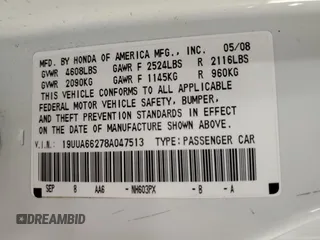 MFD. BY HONDA OF AMERICA MFG., INC. 05/08
GVWR 4608LBS GAWR F 2524LBS R 2116LBS
GVWR 2090KG GAWR F 1145KG R 960KG
THIS VEHICLE CONFORMS TO ALL APPLICABLE
FEDERAL MOTOR VEHICLE SAFETY, BUMPER,
AND THEFT PREVENTION STANDARDS IN EFFECT
ON THE DATE OF MANUFACTURE SHOWN ABOVE.
V.I.N.: 19UUA66278A047513 TYPE: PASSENGER CAR
SEP 8 AA6 - NH603PX - B - A
DREAMBID